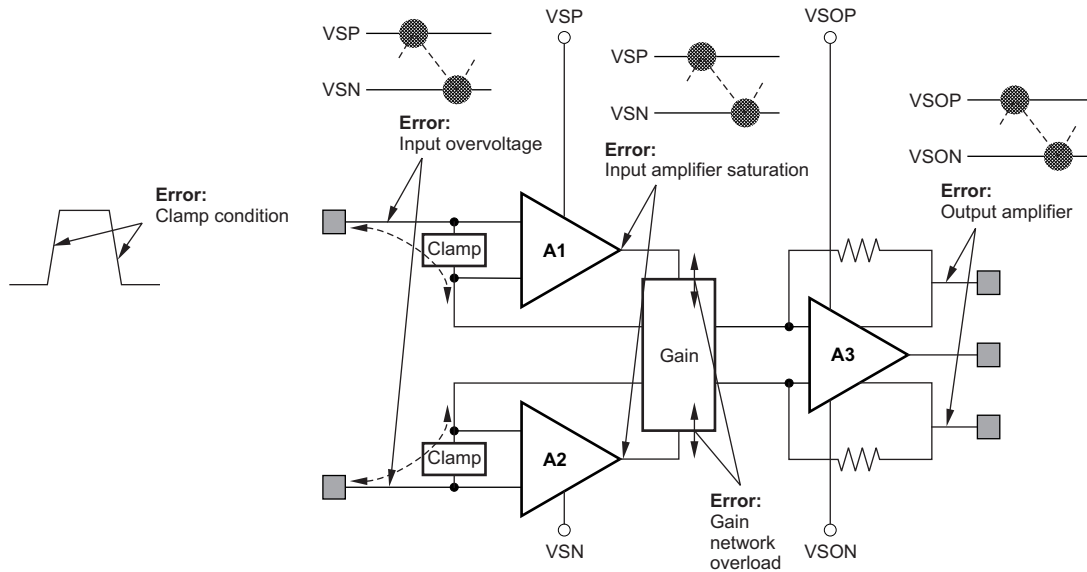 VSP
VSOP
VSP
VSN
VSP
VSN
VSOP
VSON
Error:
Input overvoltage
Error:
Input amplifier saturation
Error:
Clamp condition
Error:
Output amplifier
Clamp
A1
Gain
A3
Clamp
A2
Error:
Gain
network
overload
VSN
VSON